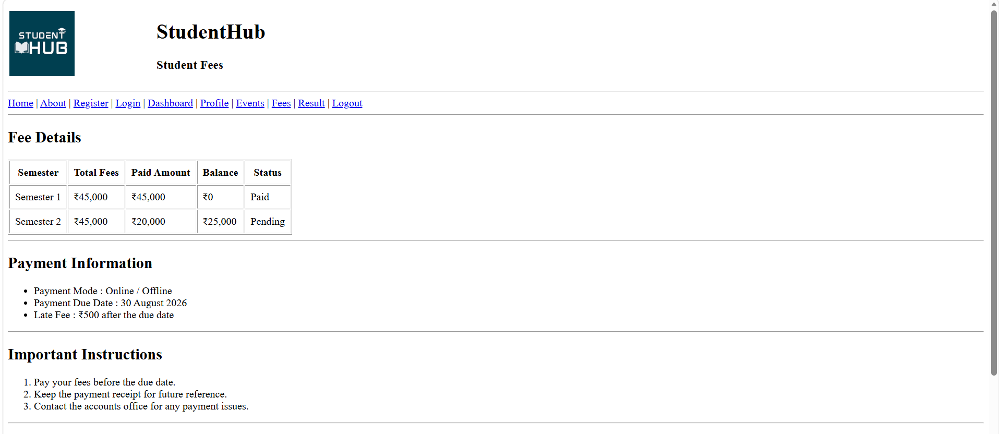 STUDENT
HUB
StudentHub
Student Fees
Home | About | Register | Login | Dashboard | Profile | Events | Fees | Result | Logout
Fee Details
Semester Total Fees Paid Amount Balance Status
Semester 1 ₹45,000 ₹45,000 ₹0 Paid
Semester 2 ₹45,000 ₹20,000 ₹25,000 Pending
Payment Information
• Payment Mode : Online / Offline
• Payment Due Date : 30 August 2026
• Late Fee : ₹500 after the due date
Important Instructions
1. Pay your fees before the due date.
2. Keep the payment receipt for future reference.
3. Contact the accounts office for any payment issues.